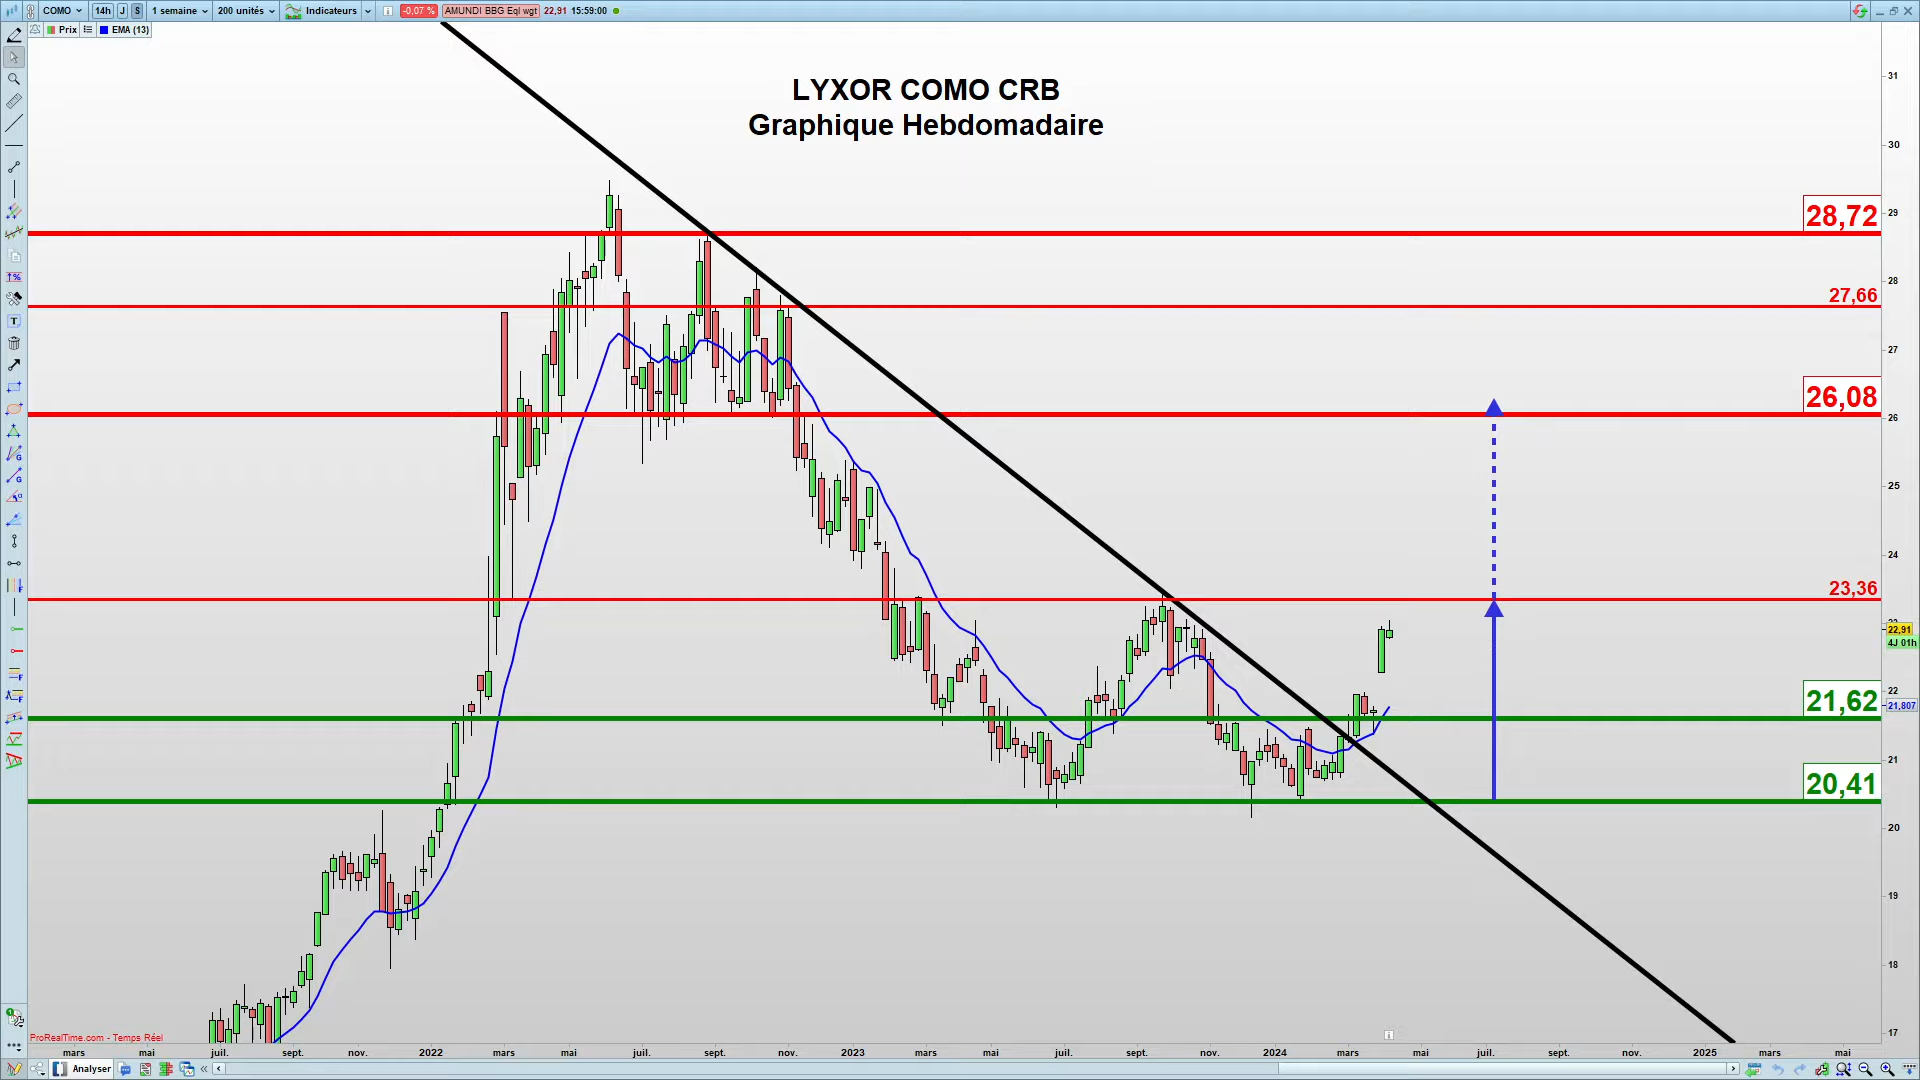 COMO 14h J S 1 semaine 200 unités Indicateurs -0,07 % AMUNDI BBG Eql wgt 22,91 15:59:00
Prix EMA (13)
LYXOR COMO CRB
Graphique Hebdomadaire
31
30
29
28,72
28
27,66
27
26,08
26
25
24
23,36
22,91
4J 01h
22
21,62
21,807
21
20,41
20
19
18
17
ProRealTime.com - Temps Réel
mars mai juil. sept. nov. 2022 mars mai juil. sept. nov. 2023 mars mai juil. sept. nov. 2024 mars mai juil. sept. nov. 2025 mars mai
Analyser